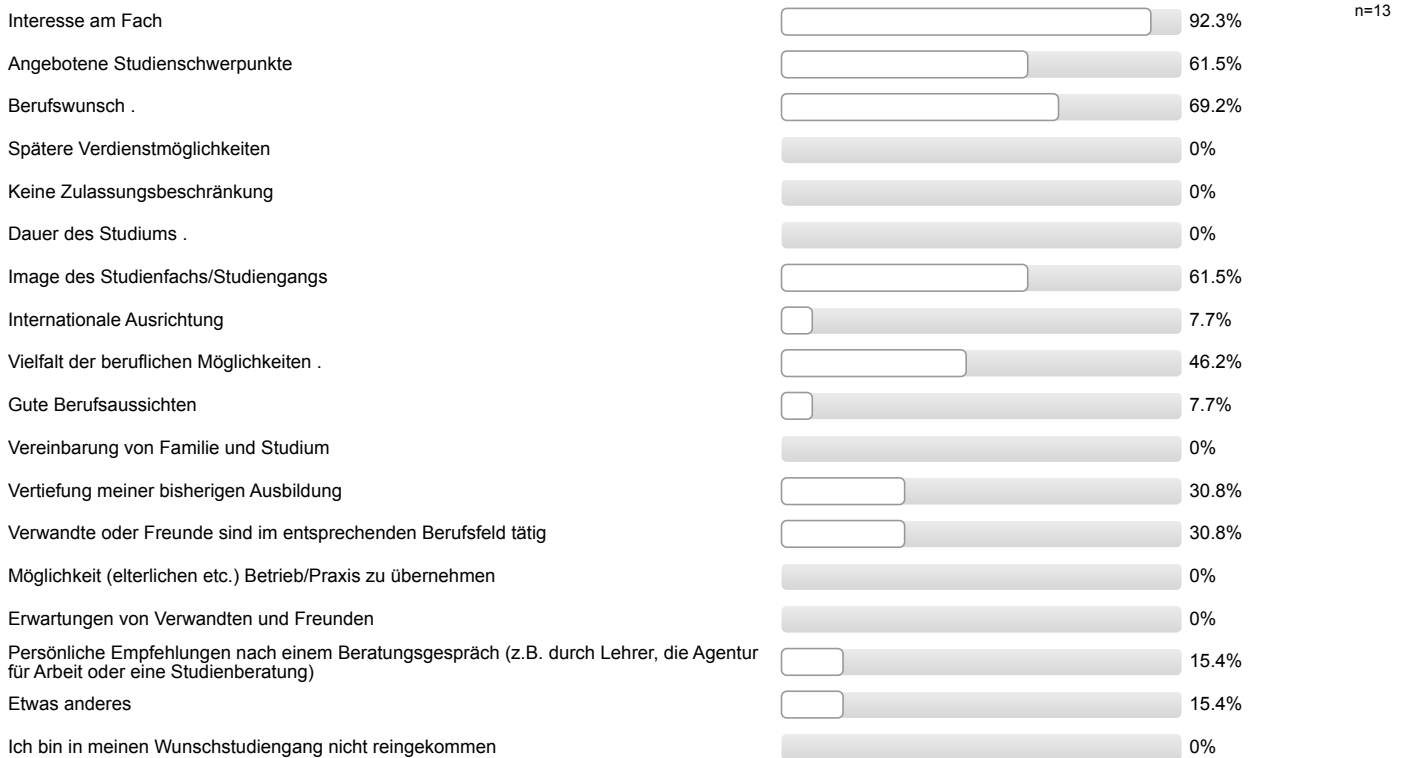 Interesse am Fach 92.3% n=13
Angebotene Studienschwerpunkte 61.5%
Berufswunsch . 69.2%
Spätere Verdienstmöglichkeiten 0%
Keine Zulassungsbeschränkung 0%
Dauer des Studiums . 0%
Image des Studienfachs/Studiengangs 61.5%
Internationale Ausrichtung 7.7%
Vielfalt der beruflichen Möglichkeiten . 46.2%
Gute Berufsaussichten 7.7%
Vereinbarung von Familie und Studium 0%
Vertiefung meiner bisherigen Ausbildung 30.8%
Verwandte oder Freunde sind im entsprechenden Berufsfeld tätig 30.8%
Möglichkeit (elterlichen etc.) Betrieb/Praxis zu übernehmen 0%
Erwartungen von Verwandten und Freunden 0%
Persönliche Empfehlungen nach einem Beratungsgespräch (z.B. durch Lehrer, die Agentur
für Arbeit oder eine Studienberatung) 15.4%
Etwas anderes 15.4%
Ich bin in meinen Wunschstudiengang nicht reingekommen 0%